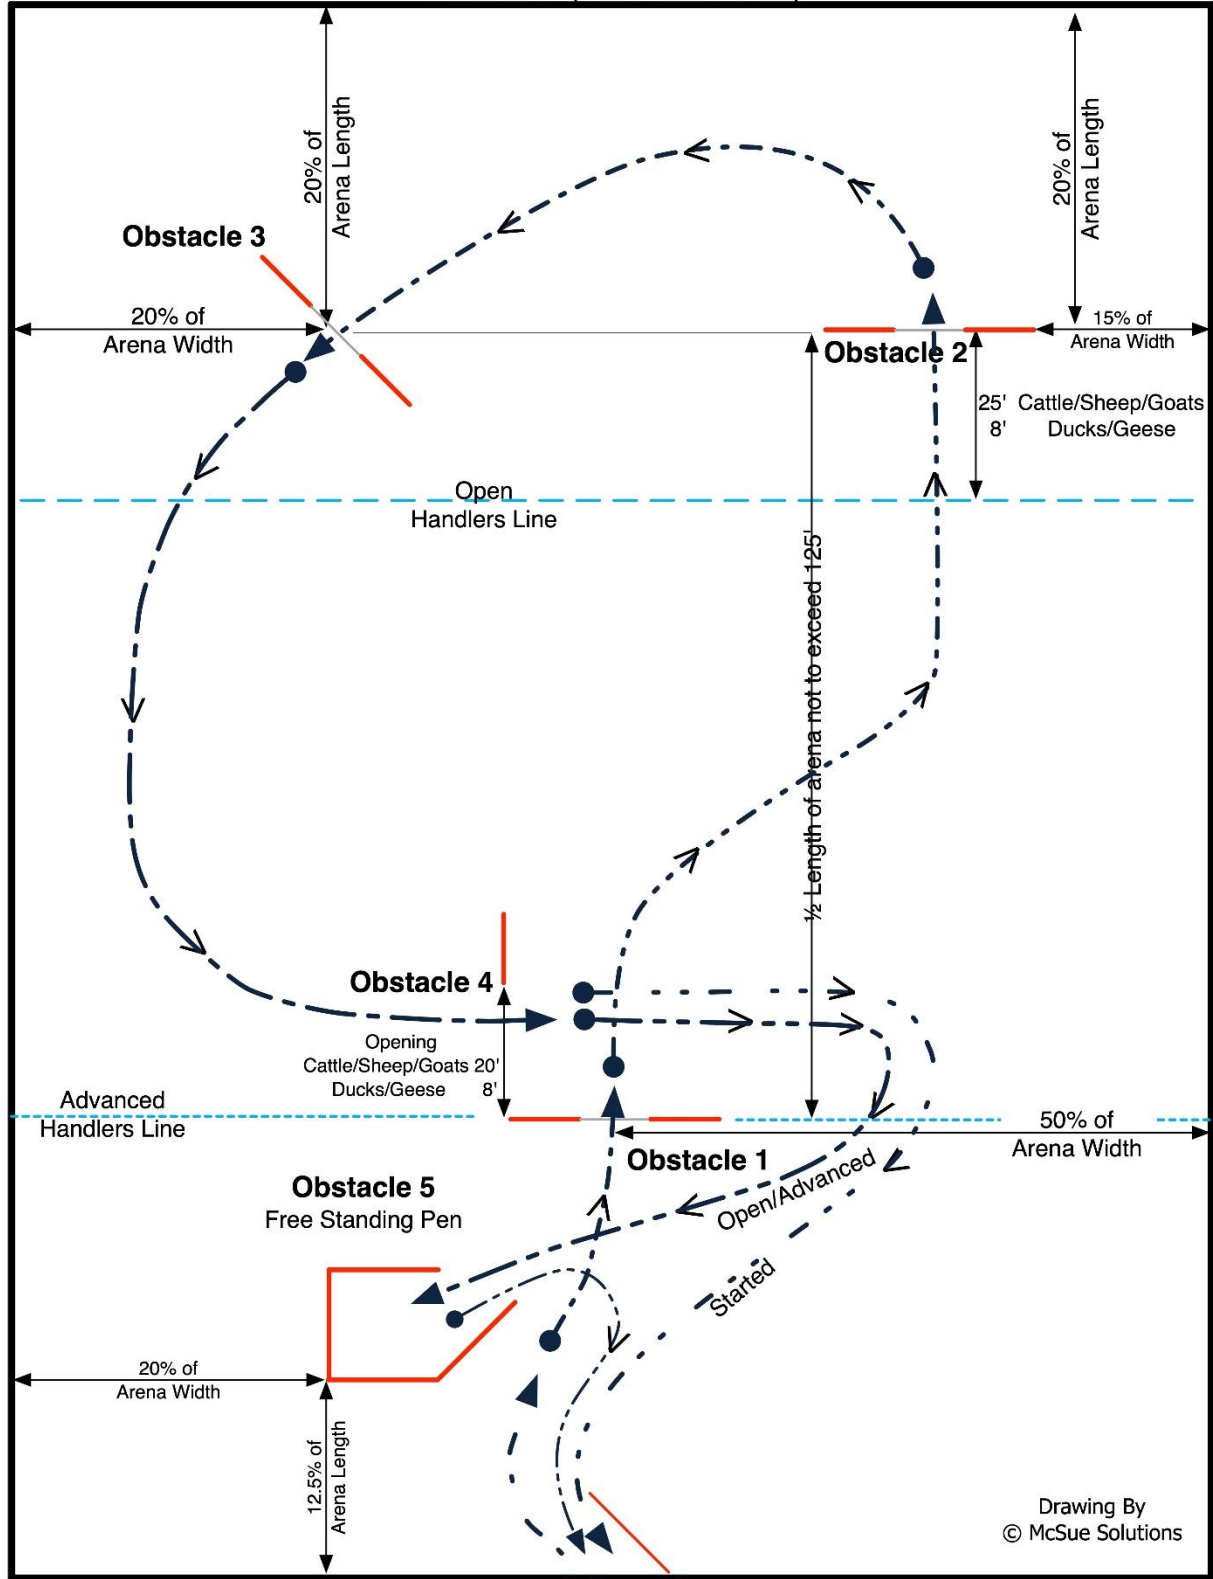 20% of
Arena Length
20% of
Arena Length
Obstacle 3
20% of
Arena Width
15% of
Arena Width
Obstacle 2
25' Cattle/Sheep/Goats
8' Ducks/Geese
Open
Handlers Line
½ Length of arena not to exceed 125'
Obstacle 4
Opening
Cattle/Sheep/Goats 20'
Ducks/Geese 8'
Advanced
Handlers Line
50% of
Arena Width
Obstacle 1
Open/Advanced
Obstacle 5
Free Standing Pen
Started
20% of
Arena Width
12.5% of
Arena Length
Drawing By
© McSue Solutions